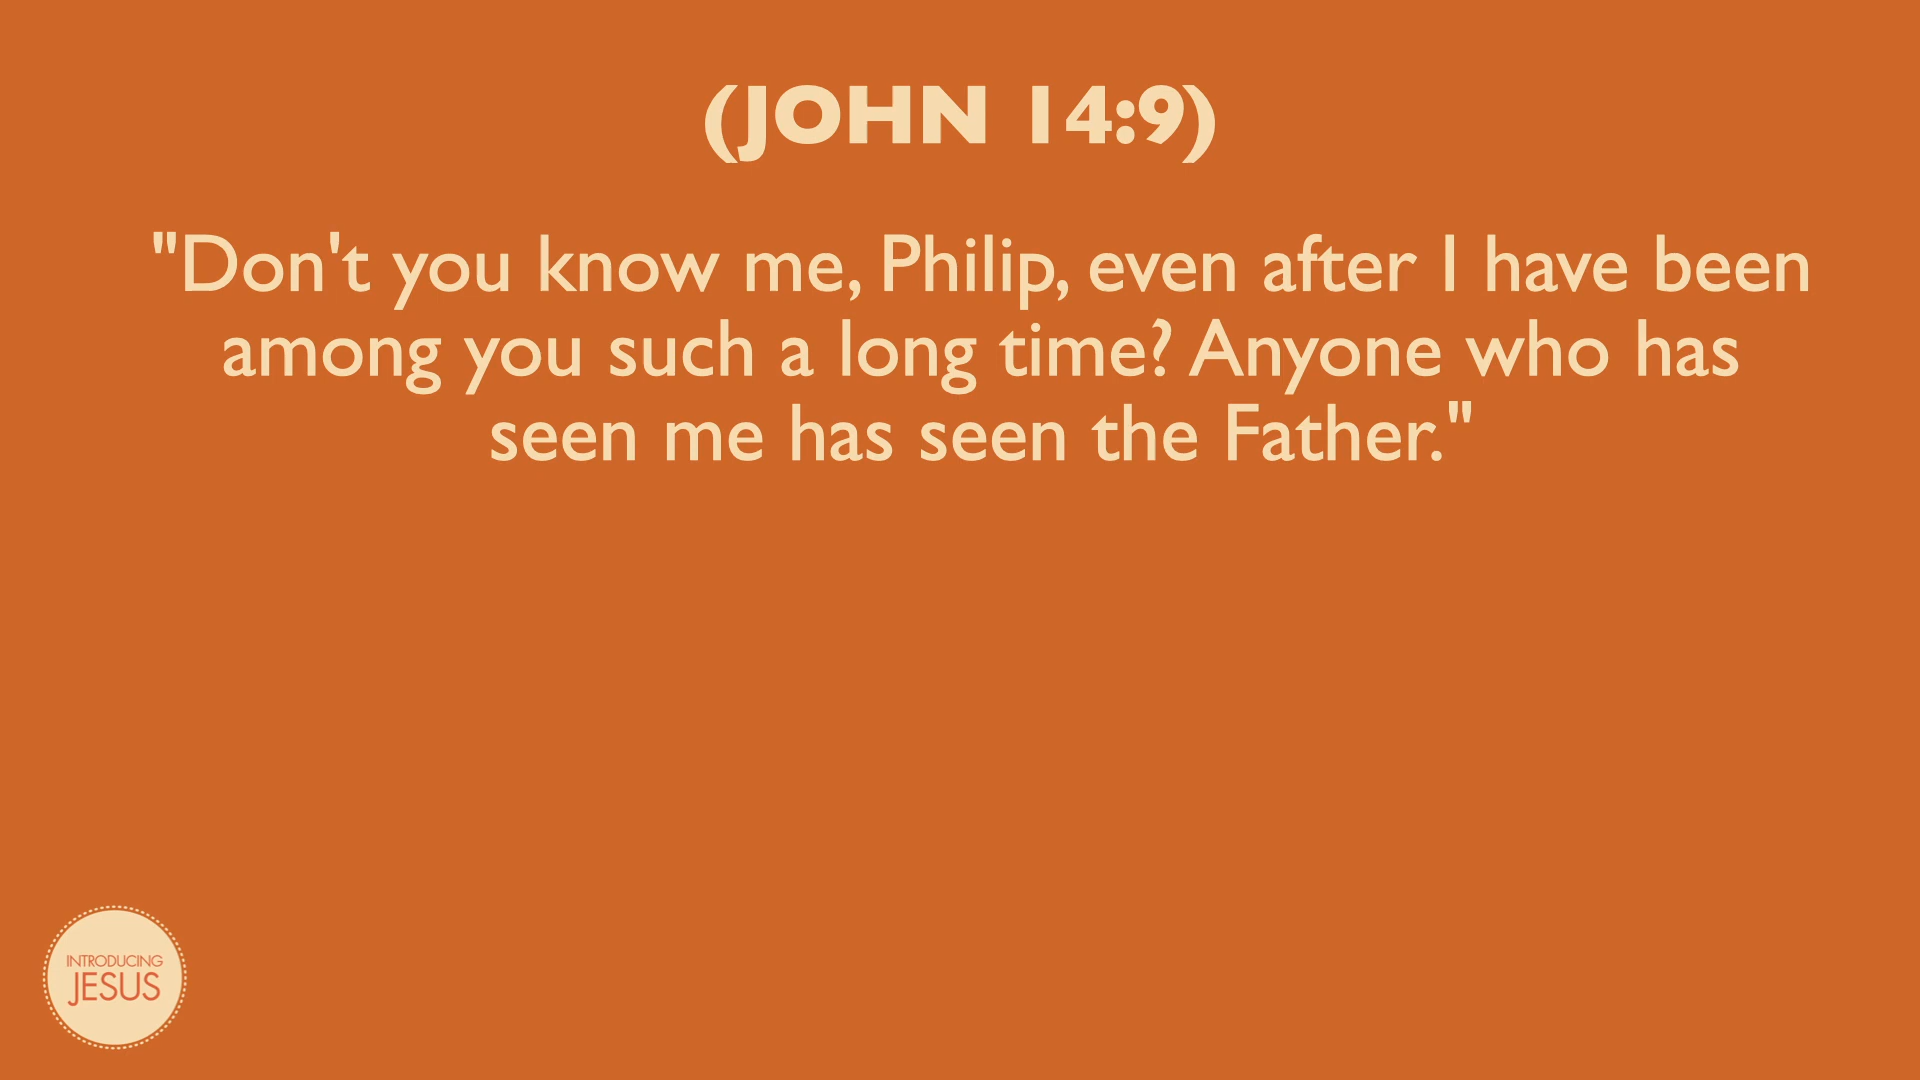 (JOHN 14:9)
"Don't you know me, Philip, even after I have been
among you such a long time? Anyone who has
seen me has seen the Father."
INTRODUCING
JESUS